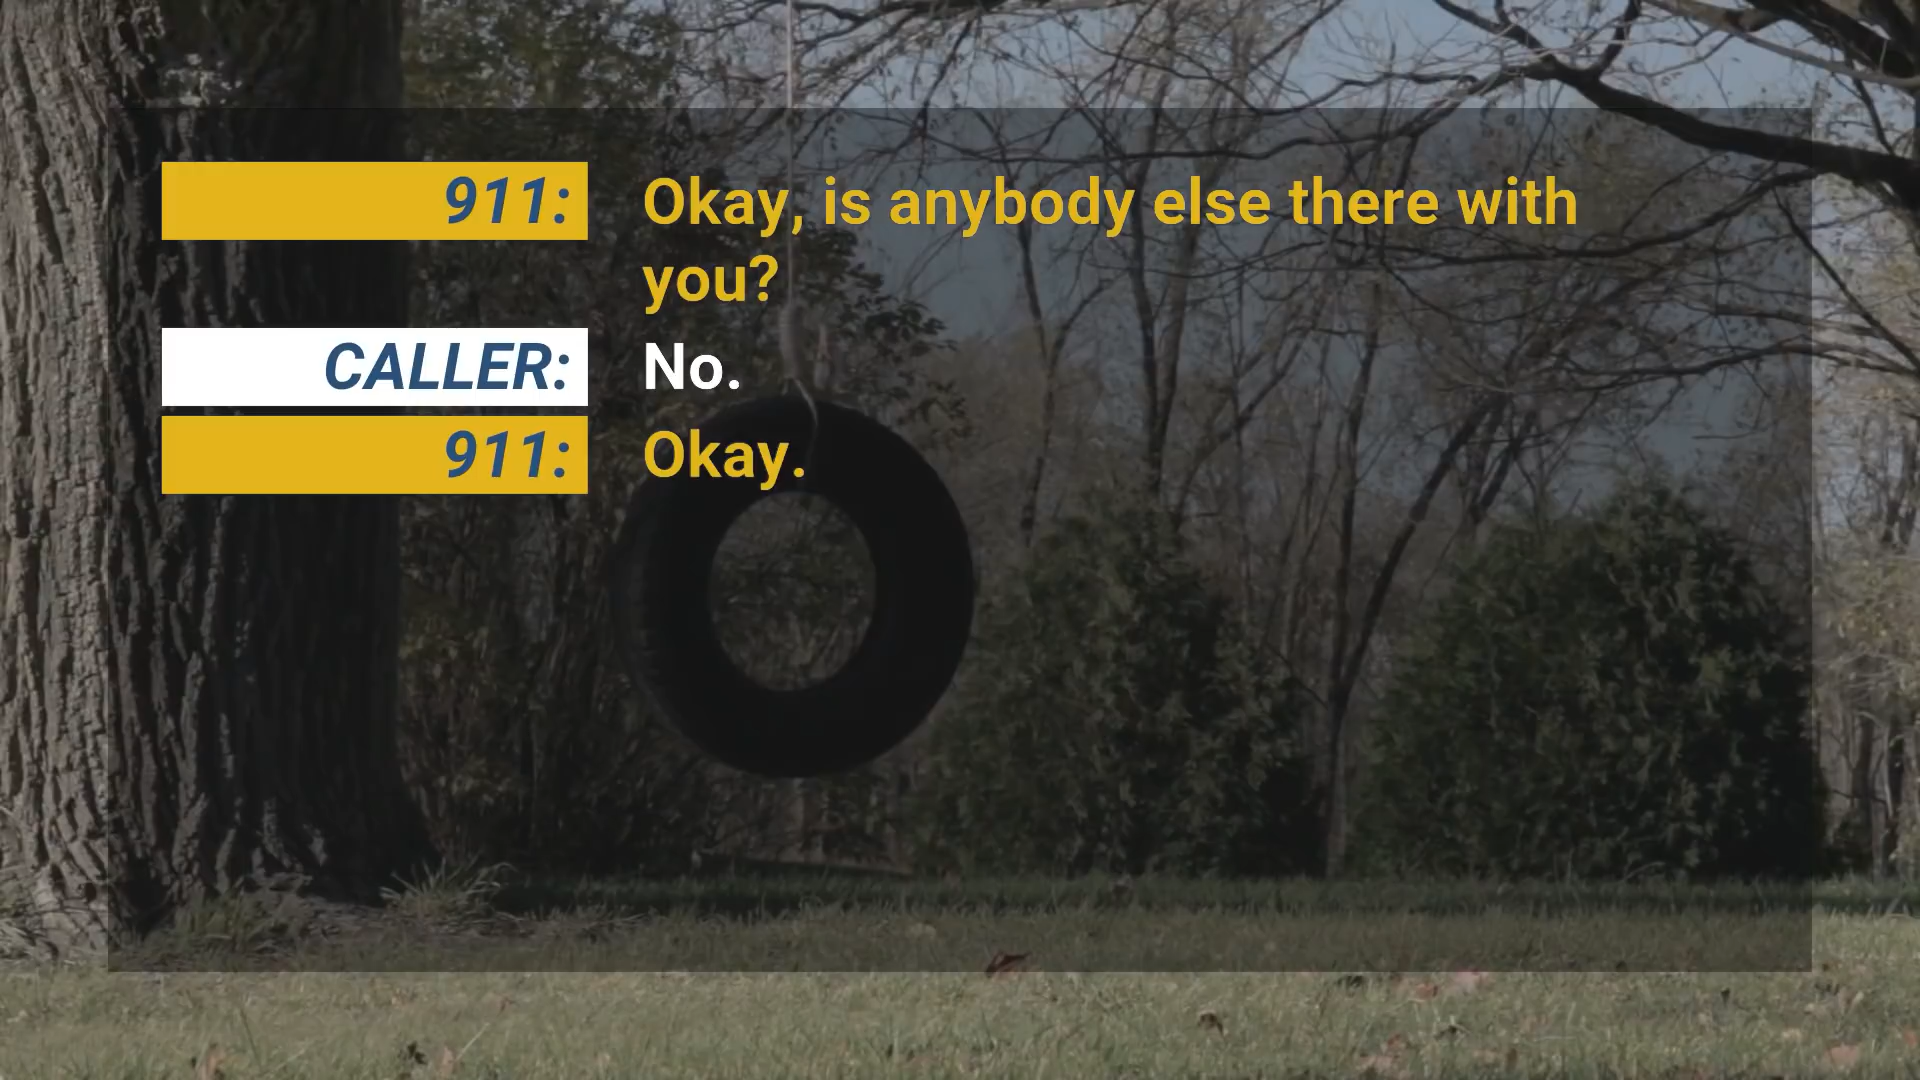 911: Okay, is anybody else there with
you?
CALLER: No.
911: Okay.